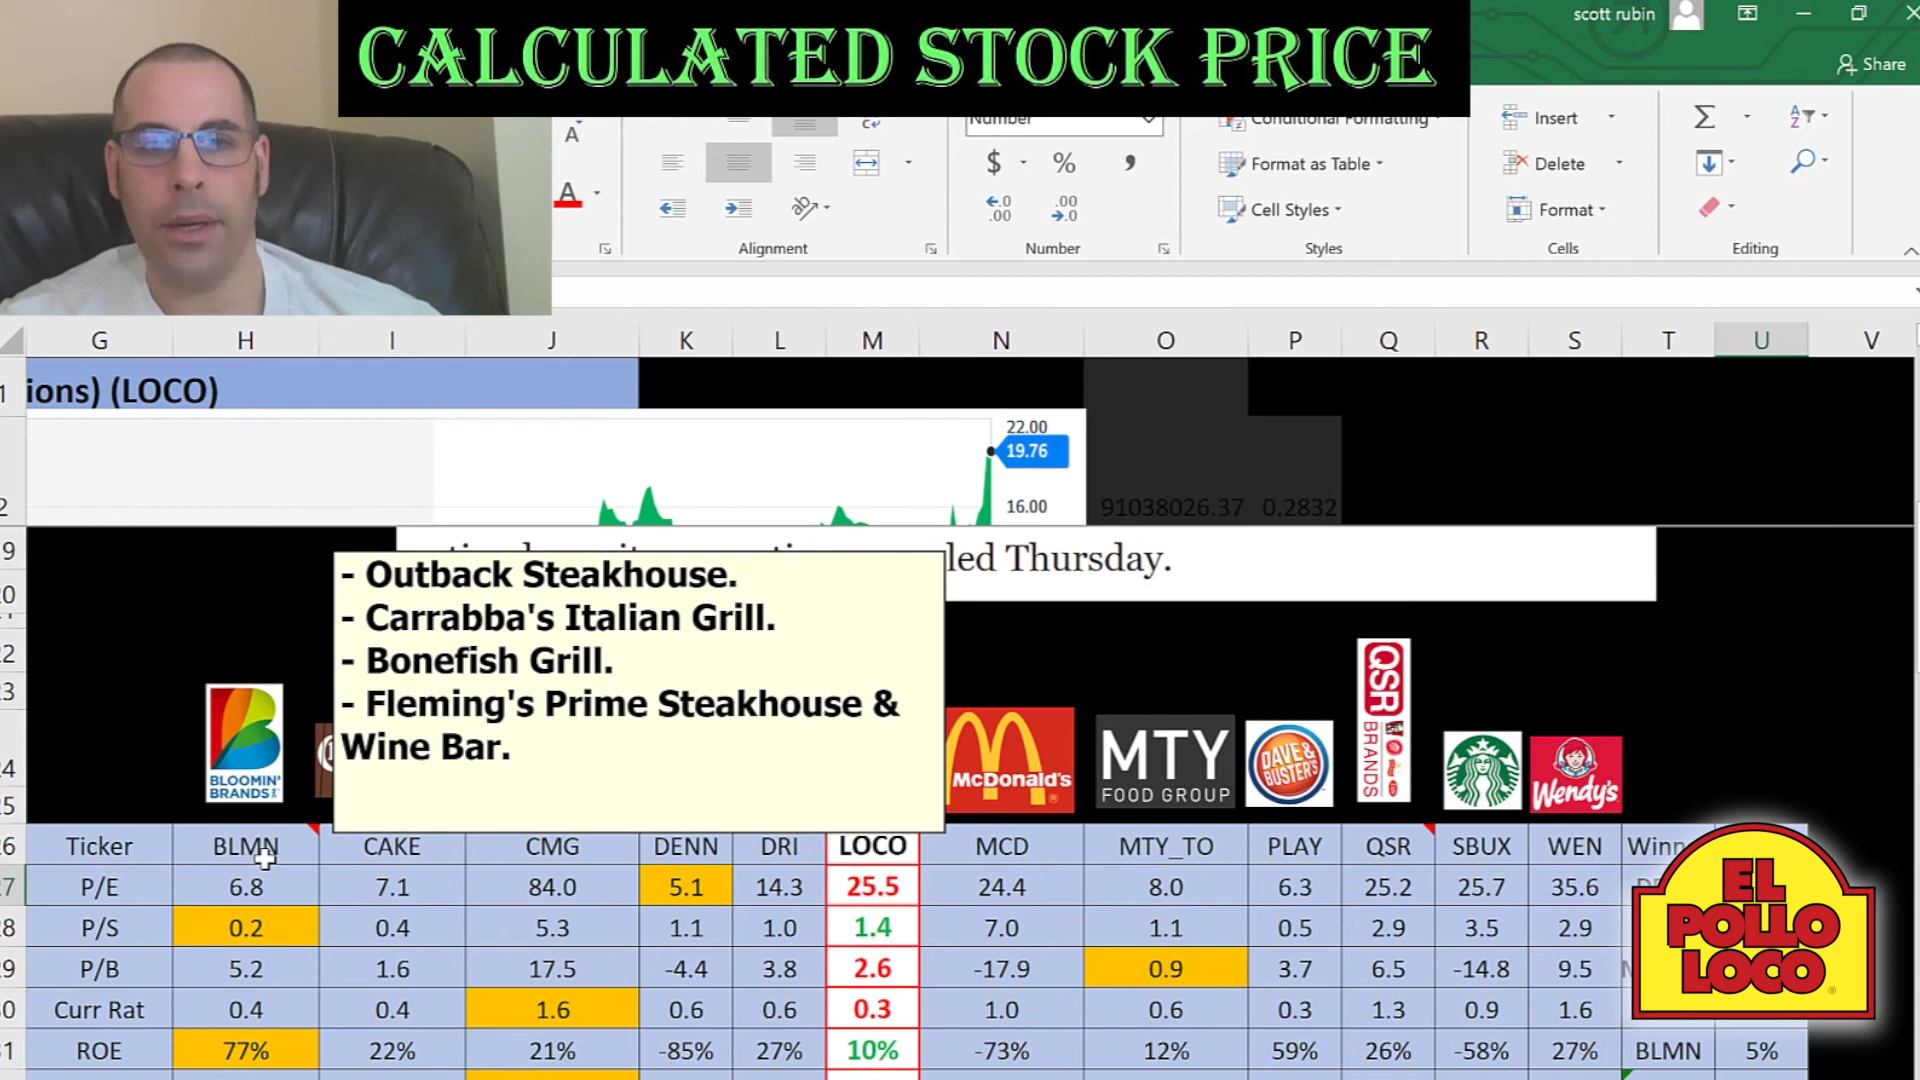 CALCULATED STOCK PRICE
scott rubin
Share
A
Number
Conditional Formatting
Insert
$ % ,
Format as Table
Delete
A
Cell Styles
Format
Alignment
Number
Styles
Cells
Editing
G H I J K L M N O P Q R S T U V
ions) (LOCO)
22.00
19.76
16.00
91038026.37 0.2832
led Thursday.
- Outback Steakhouse.
- Carrabba's Italian Grill.
- Bonefish Grill.
- Fleming's Prime Steakhouse &
Wine Bar.
BLOOMIN'
BRANDS
McDonald's
MTY
FOOD GROUP
DAVE &
BUSTER'S
QSR
BRANDS
Wendy's
Ticker BLMN CAKE CMG DENN DRI LOCO MCD MTY_TO PLAY QSR SBUX WEN Winn
P/E 6.8 7.1 84.0 5.1 14.3 25.5 24.4 8.0 6.3 25.2 25.7 35.6
P/S 0.2 0.4 5.3 1.1 1.0 1.4 7.0 1.1 0.5 2.9 3.5 2.9
P/B 5.2 1.6 17.5 -4.4 3.8 2.6 -17.9 0.9 3.7 6.5 -14.8 9.5
Curr Rat 0.4 0.4 1.6 0.6 0.6 0.3 1.0 0.6 0.3 1.3 0.9 1.6
ROE 77% 22% 21% -85% 27% 10% -73% 12% 59% 26% -58% 27% BLMN 5%
EL
POLLO
LOCO